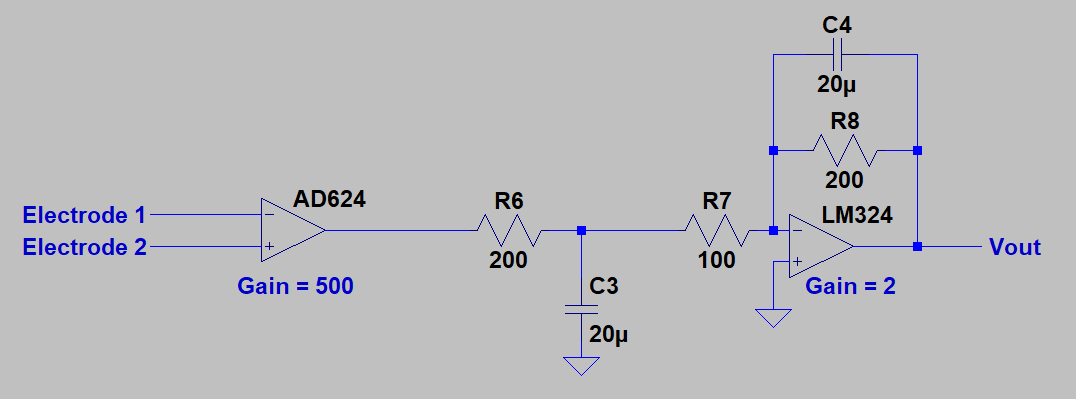 C4
20µ
R8
200
AD624
R6
R7
LM324
Electrode 1
Electrode 2
200
100
Vout
Gain = 500
C3
Gain = 2
20µ